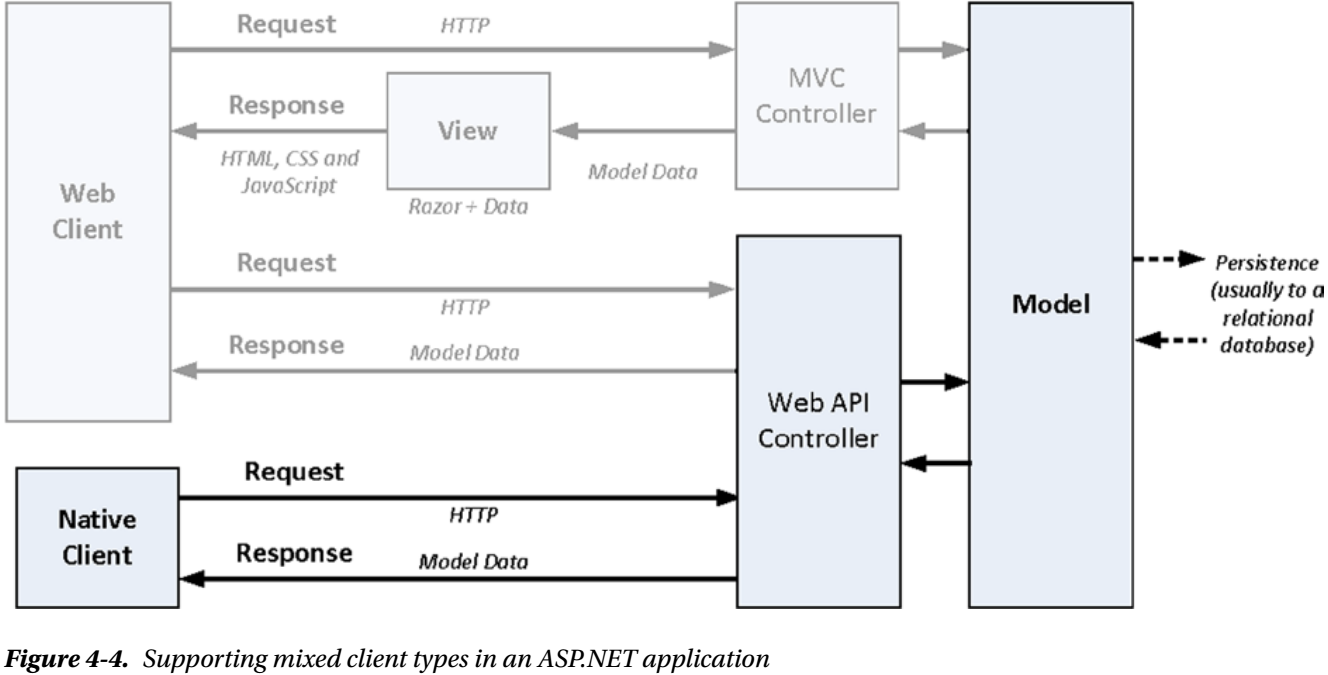 Request
HTTP
MVC
Controller
Response
View
HTML, CSS and
JavaScript
Model Data
Razor + Data
Web
Client
Request
HTTP
Response
Model Data
Web API
Controller
Model
Persistence
(usually to a
relational
database)
Native
Client
Request
HTTP
Response
Model Data
Figure 4-4. Supporting mixed client types in an ASP.NET application